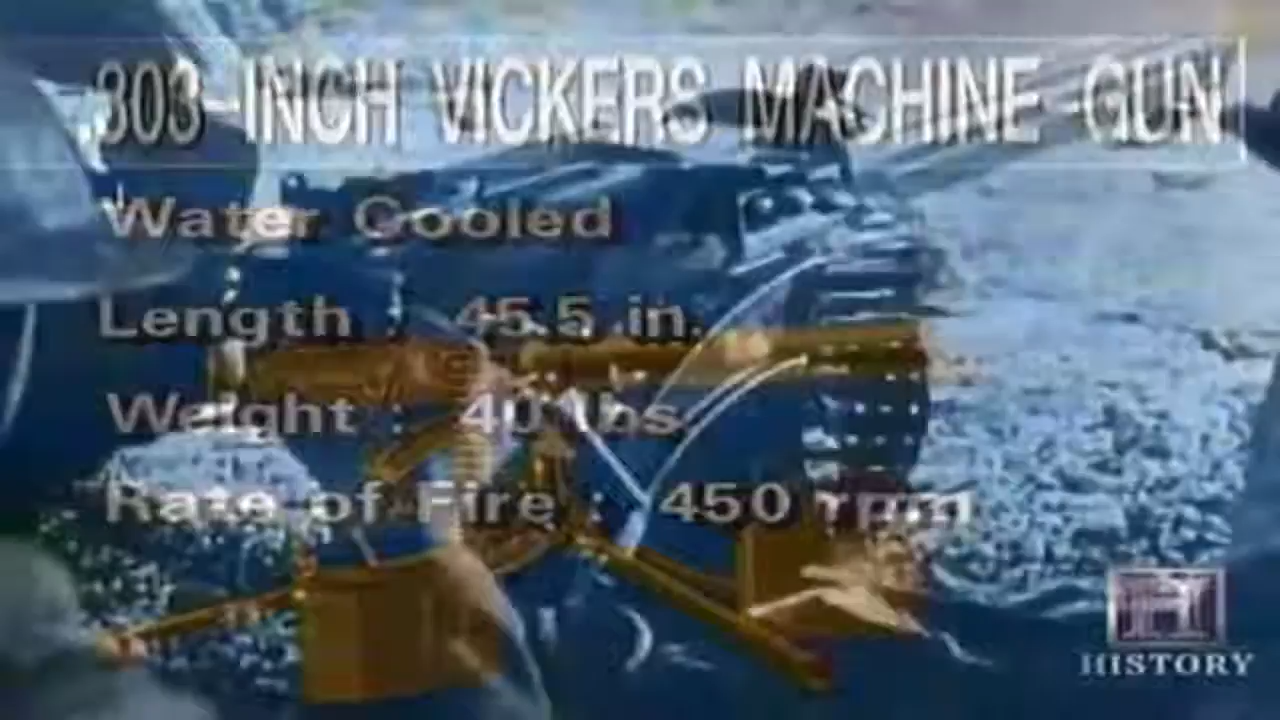 303 INCH VICKERS MACHINE GUN
Water Cooled
Length : 45.5 in.
Weight : 40 lbs
Rate of Fire : 450 rpm
H
HISTORY